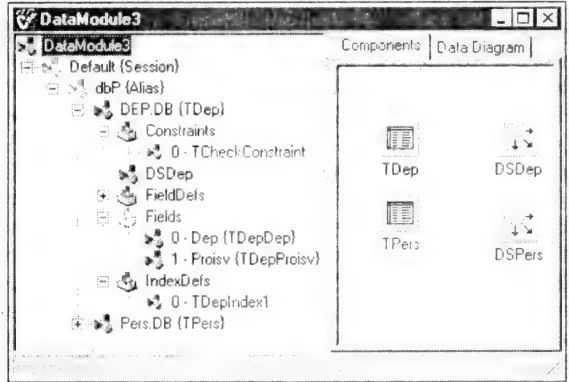 DataModule3
DataModule3
Default {Session}
dbP {Alias}
DEP.DB {TDep}
Constraints
0 - TCheckConstraint
DSDep
FieldDefs
Fields
0 - Dep {TDepDep}
1 - Proisv {TDepProisv}
IndexDefs
0 - TDepIndex1
Pers.DB {TPers}
Components
Data Diagram
TDep
DSDep
TPers
DSPers